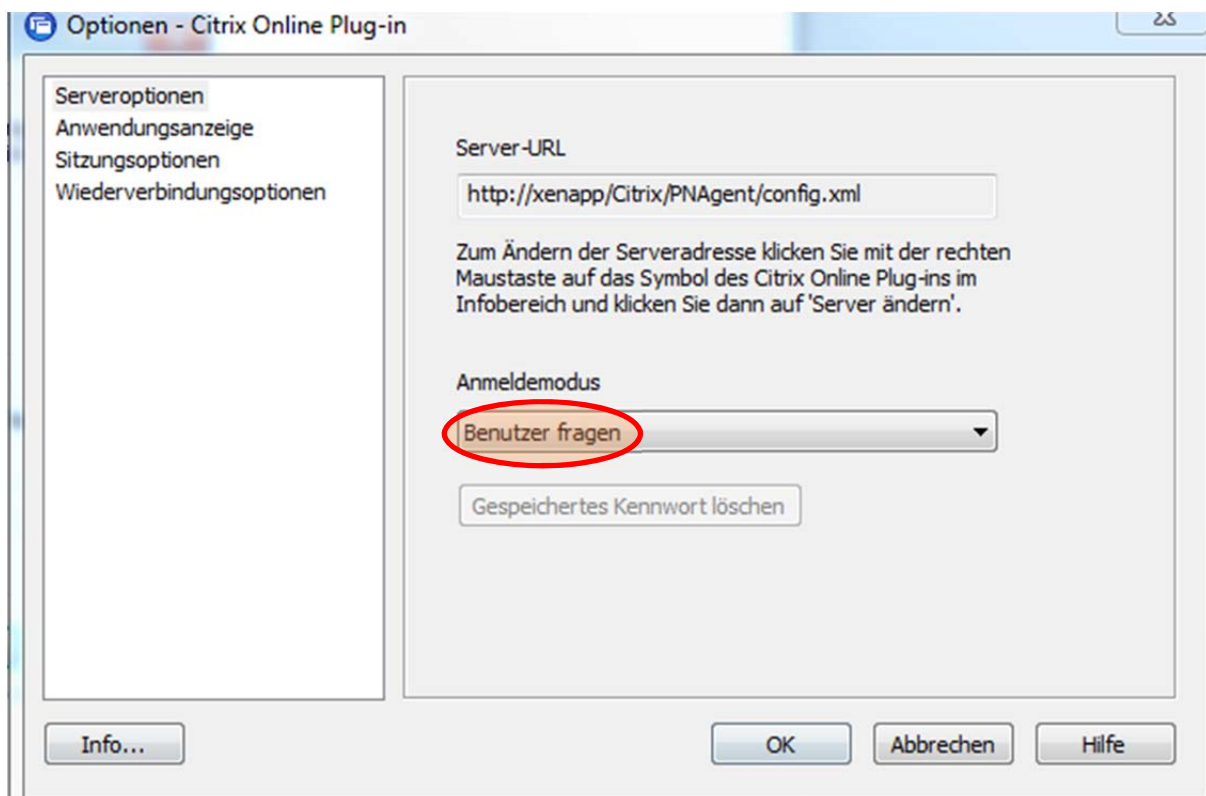 Optionen - Citrix Online Plug-in
Serveroptionen
Anwendungsanzeige
Sitzungsoptionen
Wiederverbindungsoptionen
Server-URL
http://xenapp/Citrix/PNAgent/config.xml
Zum Ändern der Serveradresse klicken Sie mit der rechten
Maustaste auf das Symbol des Citrix Online Plug-ins im
Infobereich und klicken Sie dann auf 'Server ändern'.
Anmeldemodus
Benutzer fragen
Gespeichertes Kennwort löschen
Info...
OK
Abbrechen
Hilfe